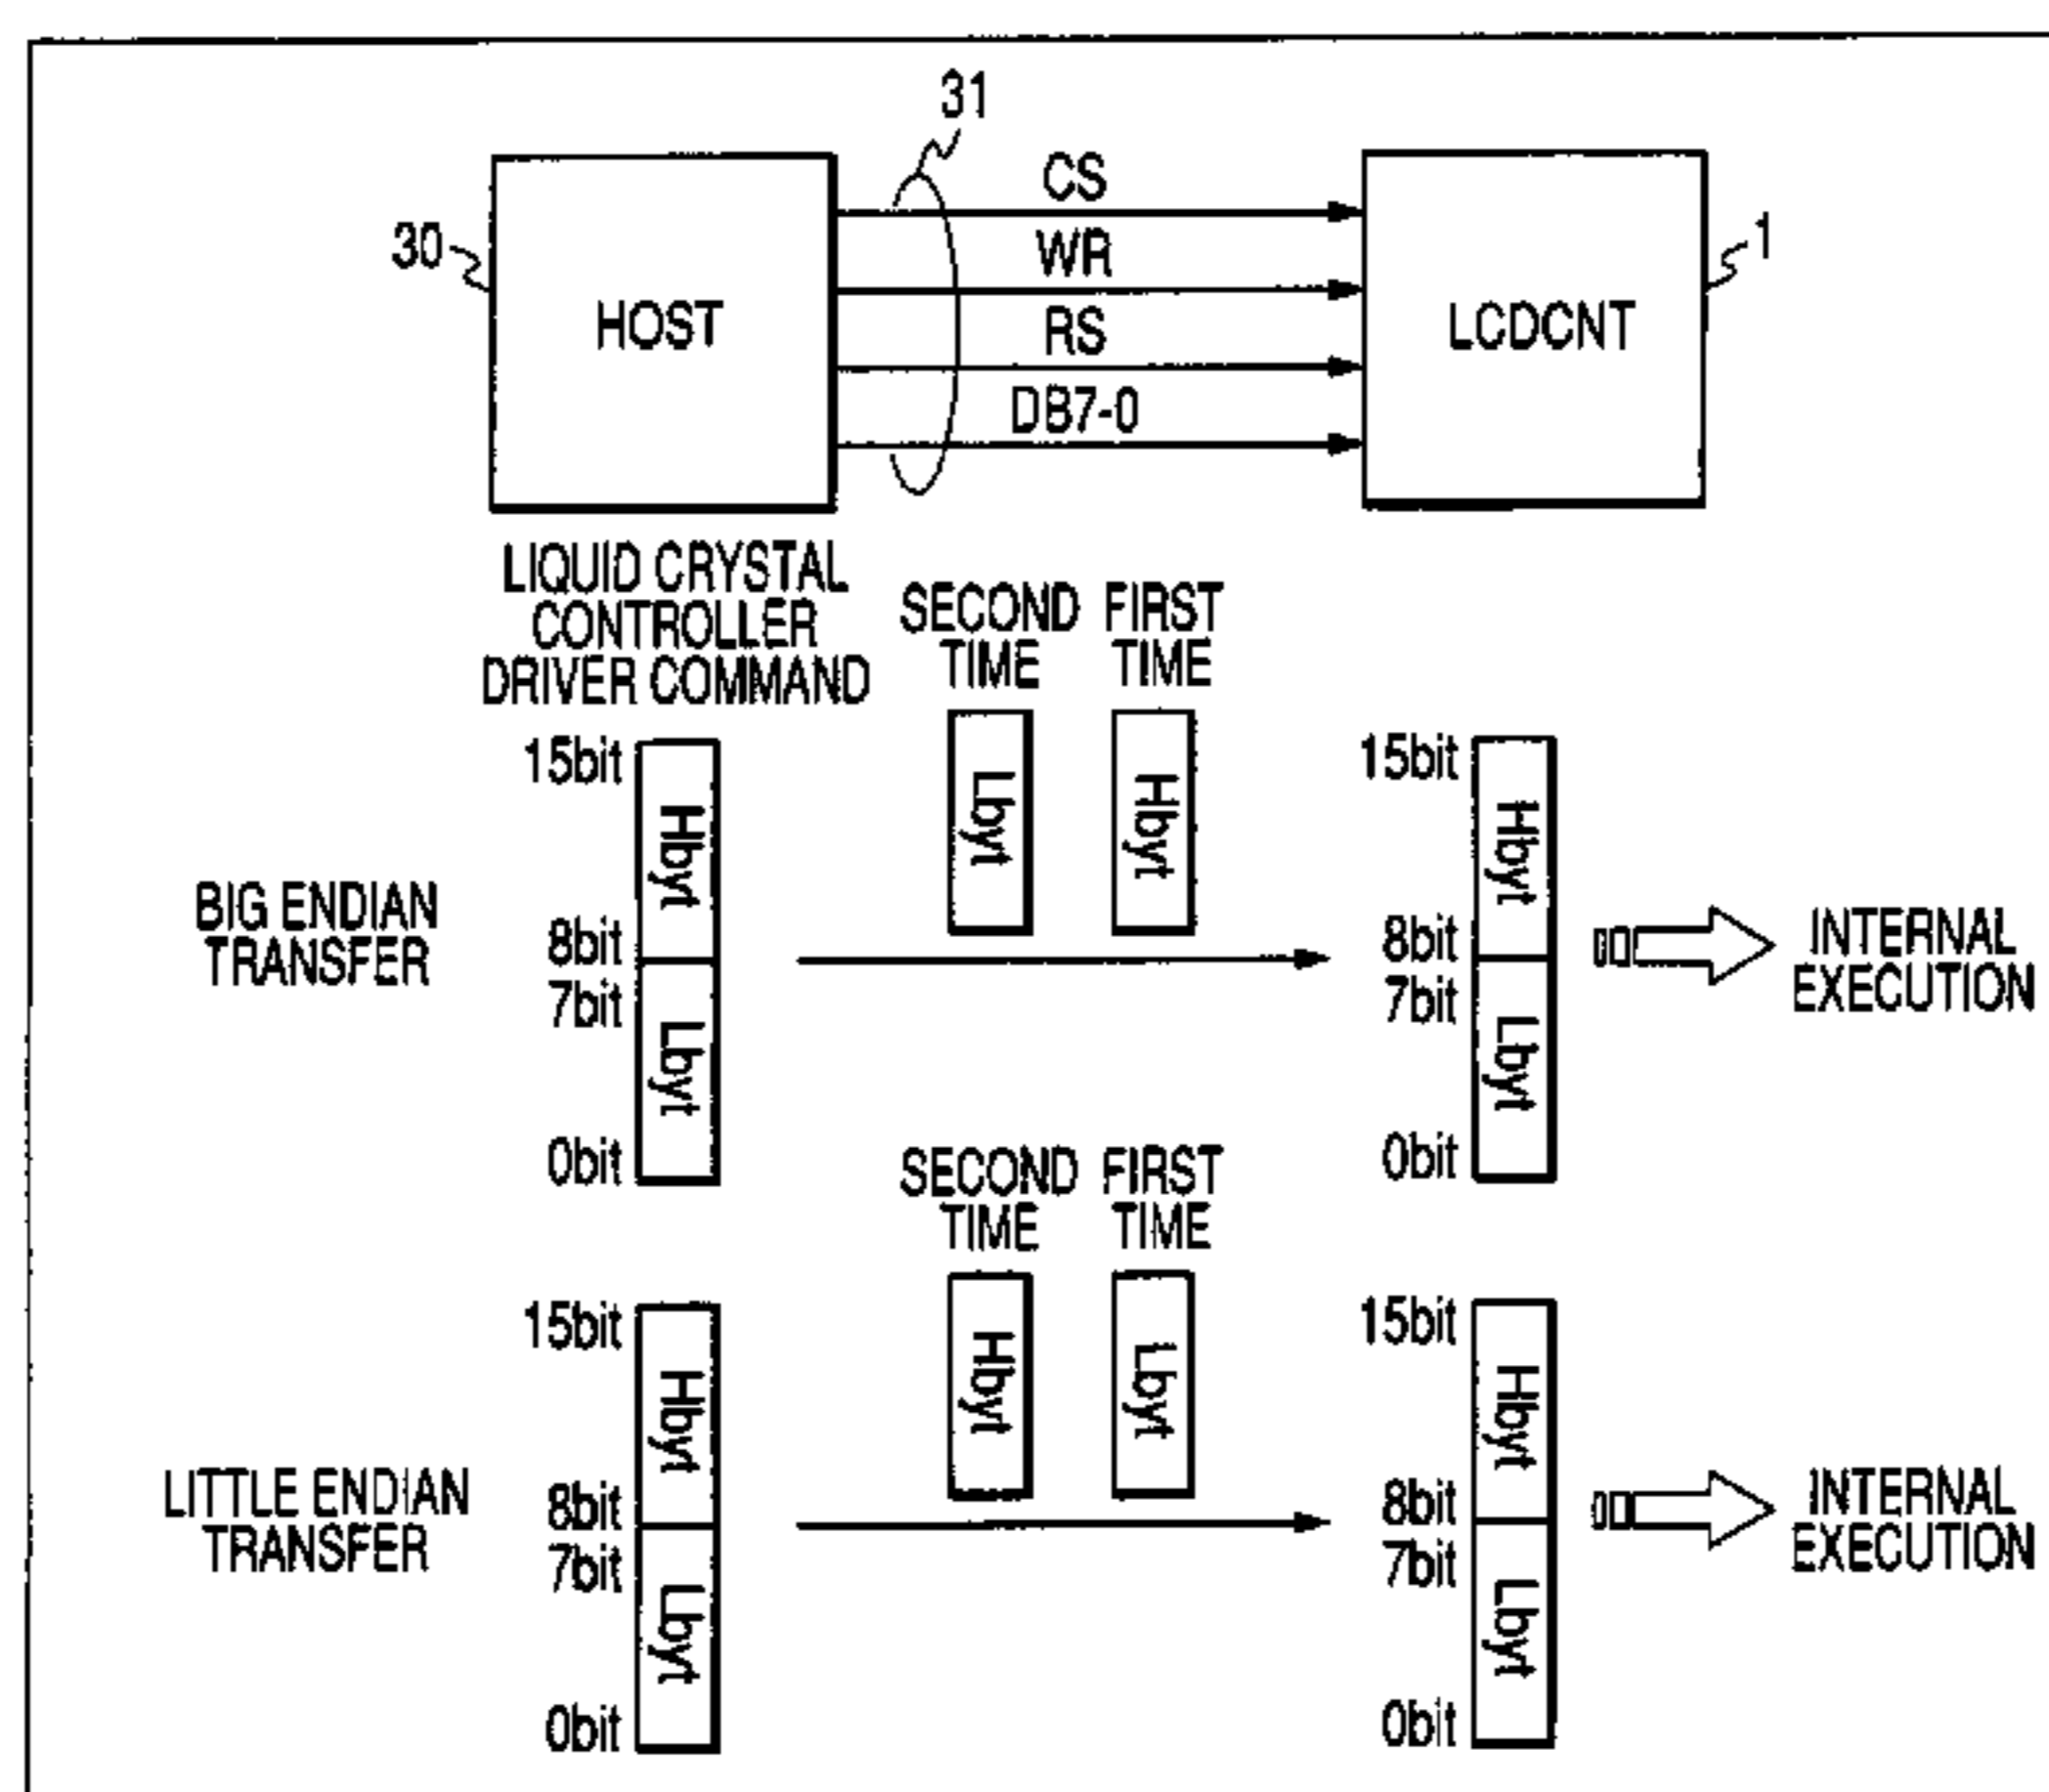 31
CS
30
WR
1
HOST
RS
LCDCNT
DB7-0
LIQUID CRYSTAL
CONTROLLER
DRIVER COMMAND
SECOND
TIME
FIRST
TIME
15bit
Hbyt
8bit
7bit
Lbyt
0bit
Lbyt
Hbyt
15bit
Hbyt
8bit
7bit
Lbyt
0bit
BIG ENDIAN
TRANSFER
INTERNAL
EXECUTION
SECOND
TIME
FIRST
TIME
15bit
Hbyt
8bit
7bit
Lbyt
0bit
Hbyt
Lbyt
15bit
Hbyt
8bit
7bit
Lbyt
0bit
LITTLE ENDIAN
TRANSFER
INTERNAL
EXECUTION